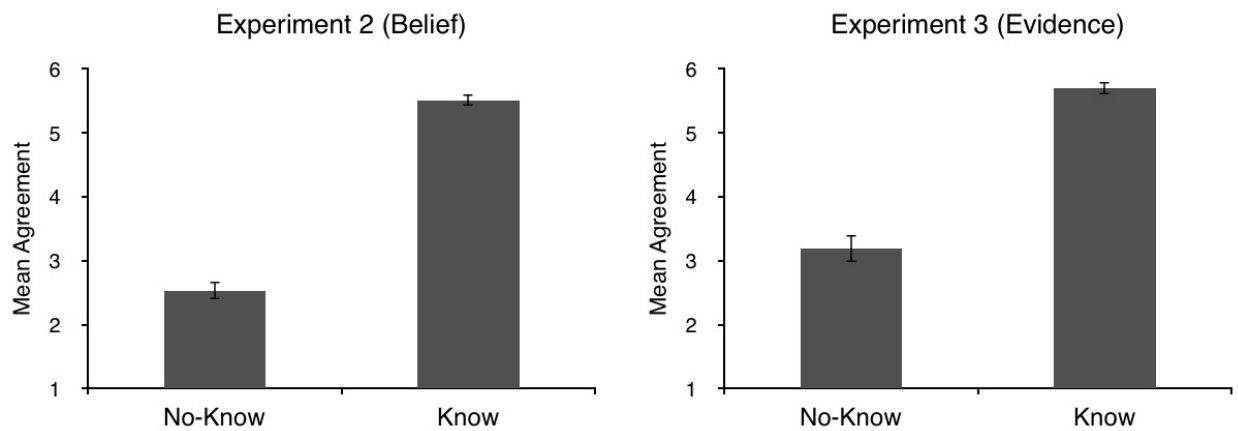 Experiment 2 (Belief)
Mean Agreement
6
5
4
3
2
1
No-Know
Know
Experiment 3 (Evidence)
Mean Agreement
6
5
4
3
2
1
No-Know
Know